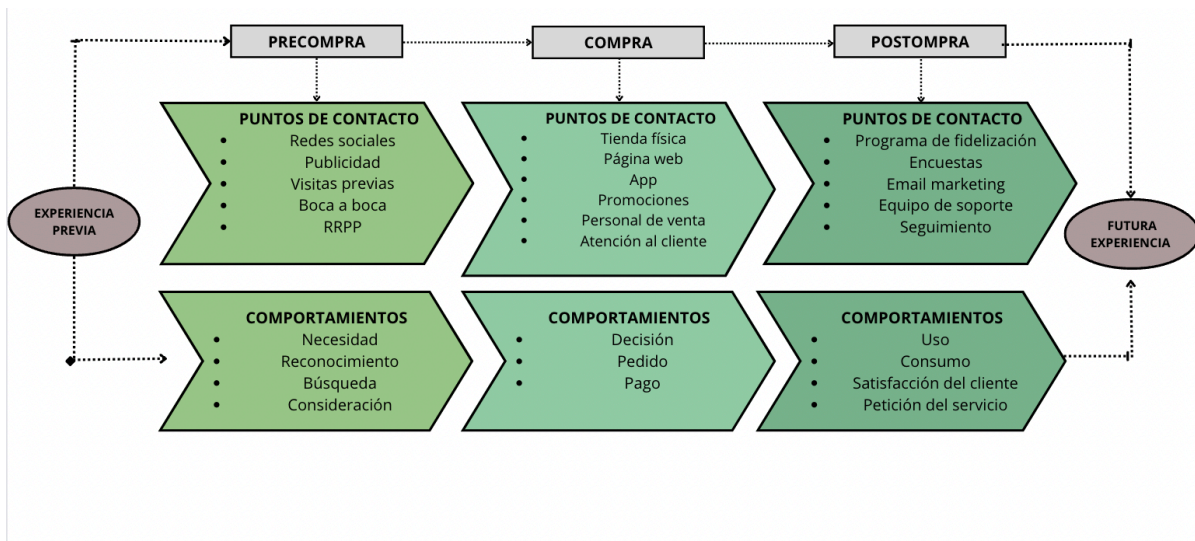 PRECOMPRA
COMPRA
POSTOMPRA
EXPERIENCIA
PREVIA
PUNTOS DE CONTACTO
Redes sociales
Publicidad
Visitas previas
Boca a boca
RRPP
PUNTOS DE CONTACTO
Tienda física
Página web
App
Promociones
Personal de venta
Atención al cliente
PUNTOS DE CONTACTO
Programa de fidelización
Encuestas
Email marketing
Equipo de soporte
Seguimiento
FUTURA
EXPERIENCIA
COMPORTAMIENTOS
Necesidad
Reconocimiento
Búsqueda
Consideración
COMPORTAMIENTOS
Decisión
Pedido
Pago
COMPORTAMIENTOS
Uso
Consumo
Satisfacción del cliente
Petición del servicio